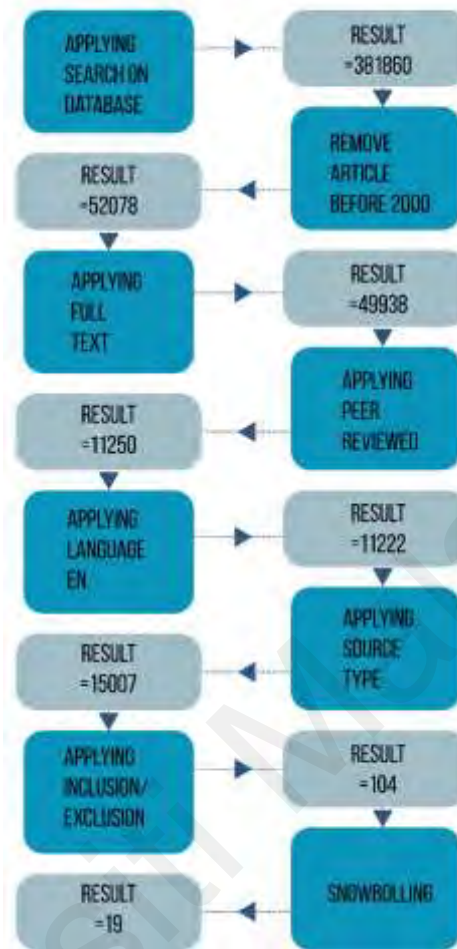 APPLYING
SEARCH ON
DATABASE
RESULT
=381860
REMOVE
ARTICLE
BEFORE 2000
RESULT
=52078
APPLYING
FULL
TEXT
RESULT
=49938
APPLYING
PEER
REVIEWED
RESULT
=11250
APPLYING
LANGUAGE
EN
RESULT
=11222
APPLYING
SOURCE
TYPE
RESULT
=15007
APPLYING
INCLUSION/
EXCLUSION
RESULT
=104
SNOWBOLLING
RESULT
=19